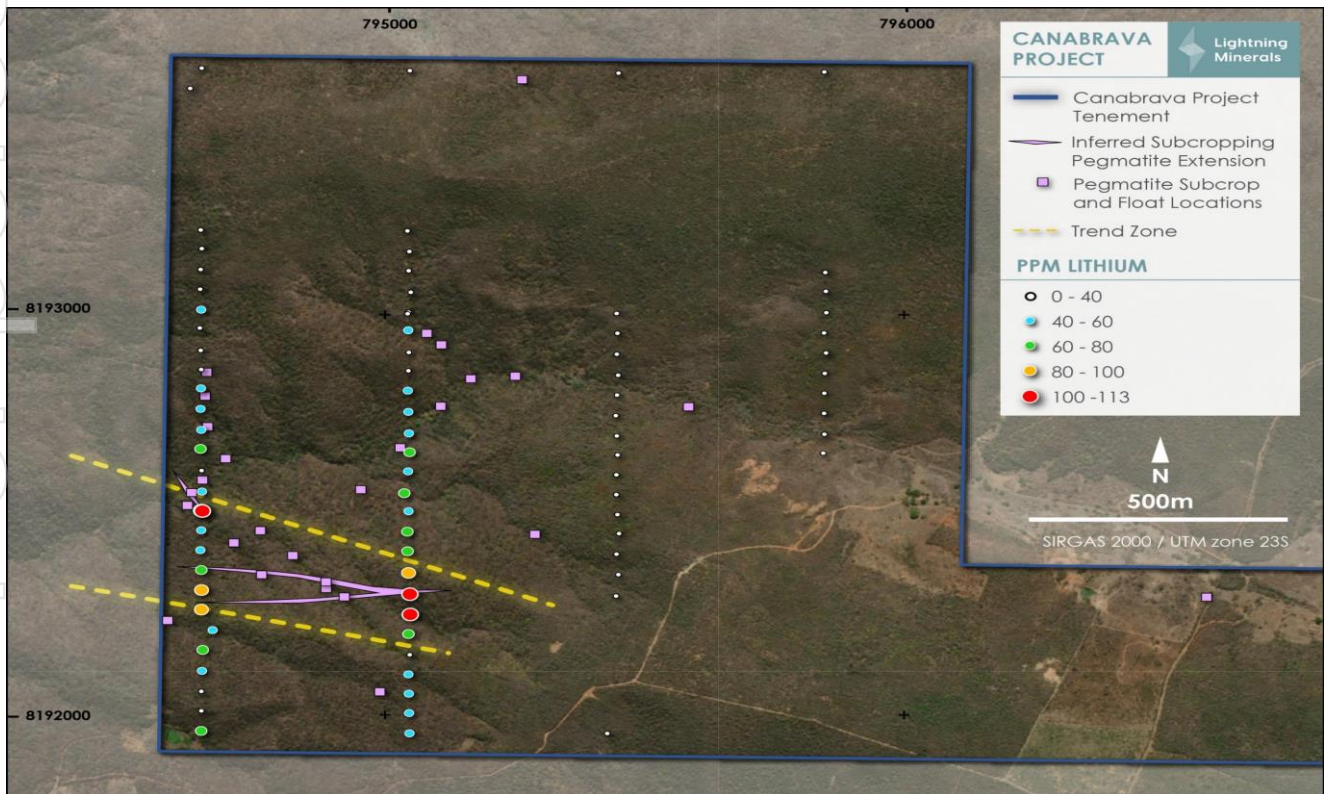 795000
796000
CANABRAVA
PROJECT
Lightning
Minerals
Canabrava Project
Tenement
Inferred Subcropping
Pegmatite Extension
Pegmatite Subcrop
and Float Locations
Trend Zone
PPM LITHIUM
0 - 40
40 - 60
60 - 80
80 - 100
100 -113
8193000
N
500m
SIRGAS 2000 / UTM zone 23S
8192000